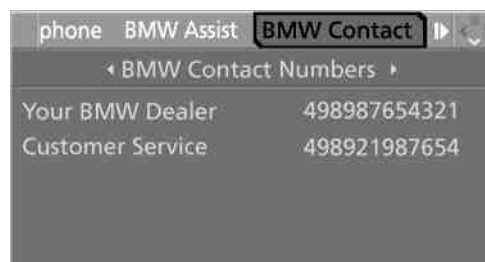 phone BMW Assist BMW Contact
BMW Contact Numbers
Your BMW Dealer 498987654321
Customer Service 498921987654